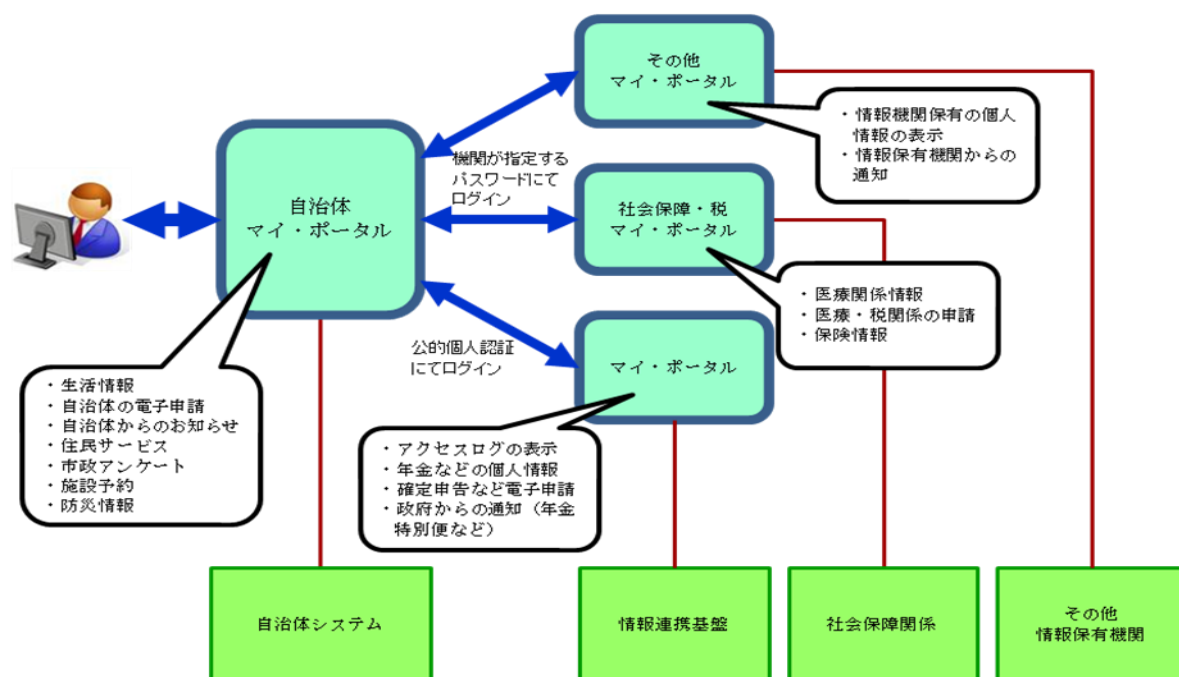 その他
マイ・ポータル
・情報機関保有の個人
情報の表示
・情報保有機関からの
通知
機関が指定する
パスワードにて
ログイン
自治体
マイ・ポータル
社会保障・税
マイ・ポータル
・医療関係情報
・医療・税関係の申請
・保険情報
公的個人認証
にてログイン
マイ・ポータル
・生活情報
・自治体の電子申請
・自治体からのお知らせ
・住民サービス
・市政アンケート
・施設予約
・防災情報
・アクセスログの表示
・年金などの個人情報
・確定申告など電子申請
・政府からの通知（年金
特別便など）
自治体システム
情報連携基盤
社会保障関係
その他
情報保有機関